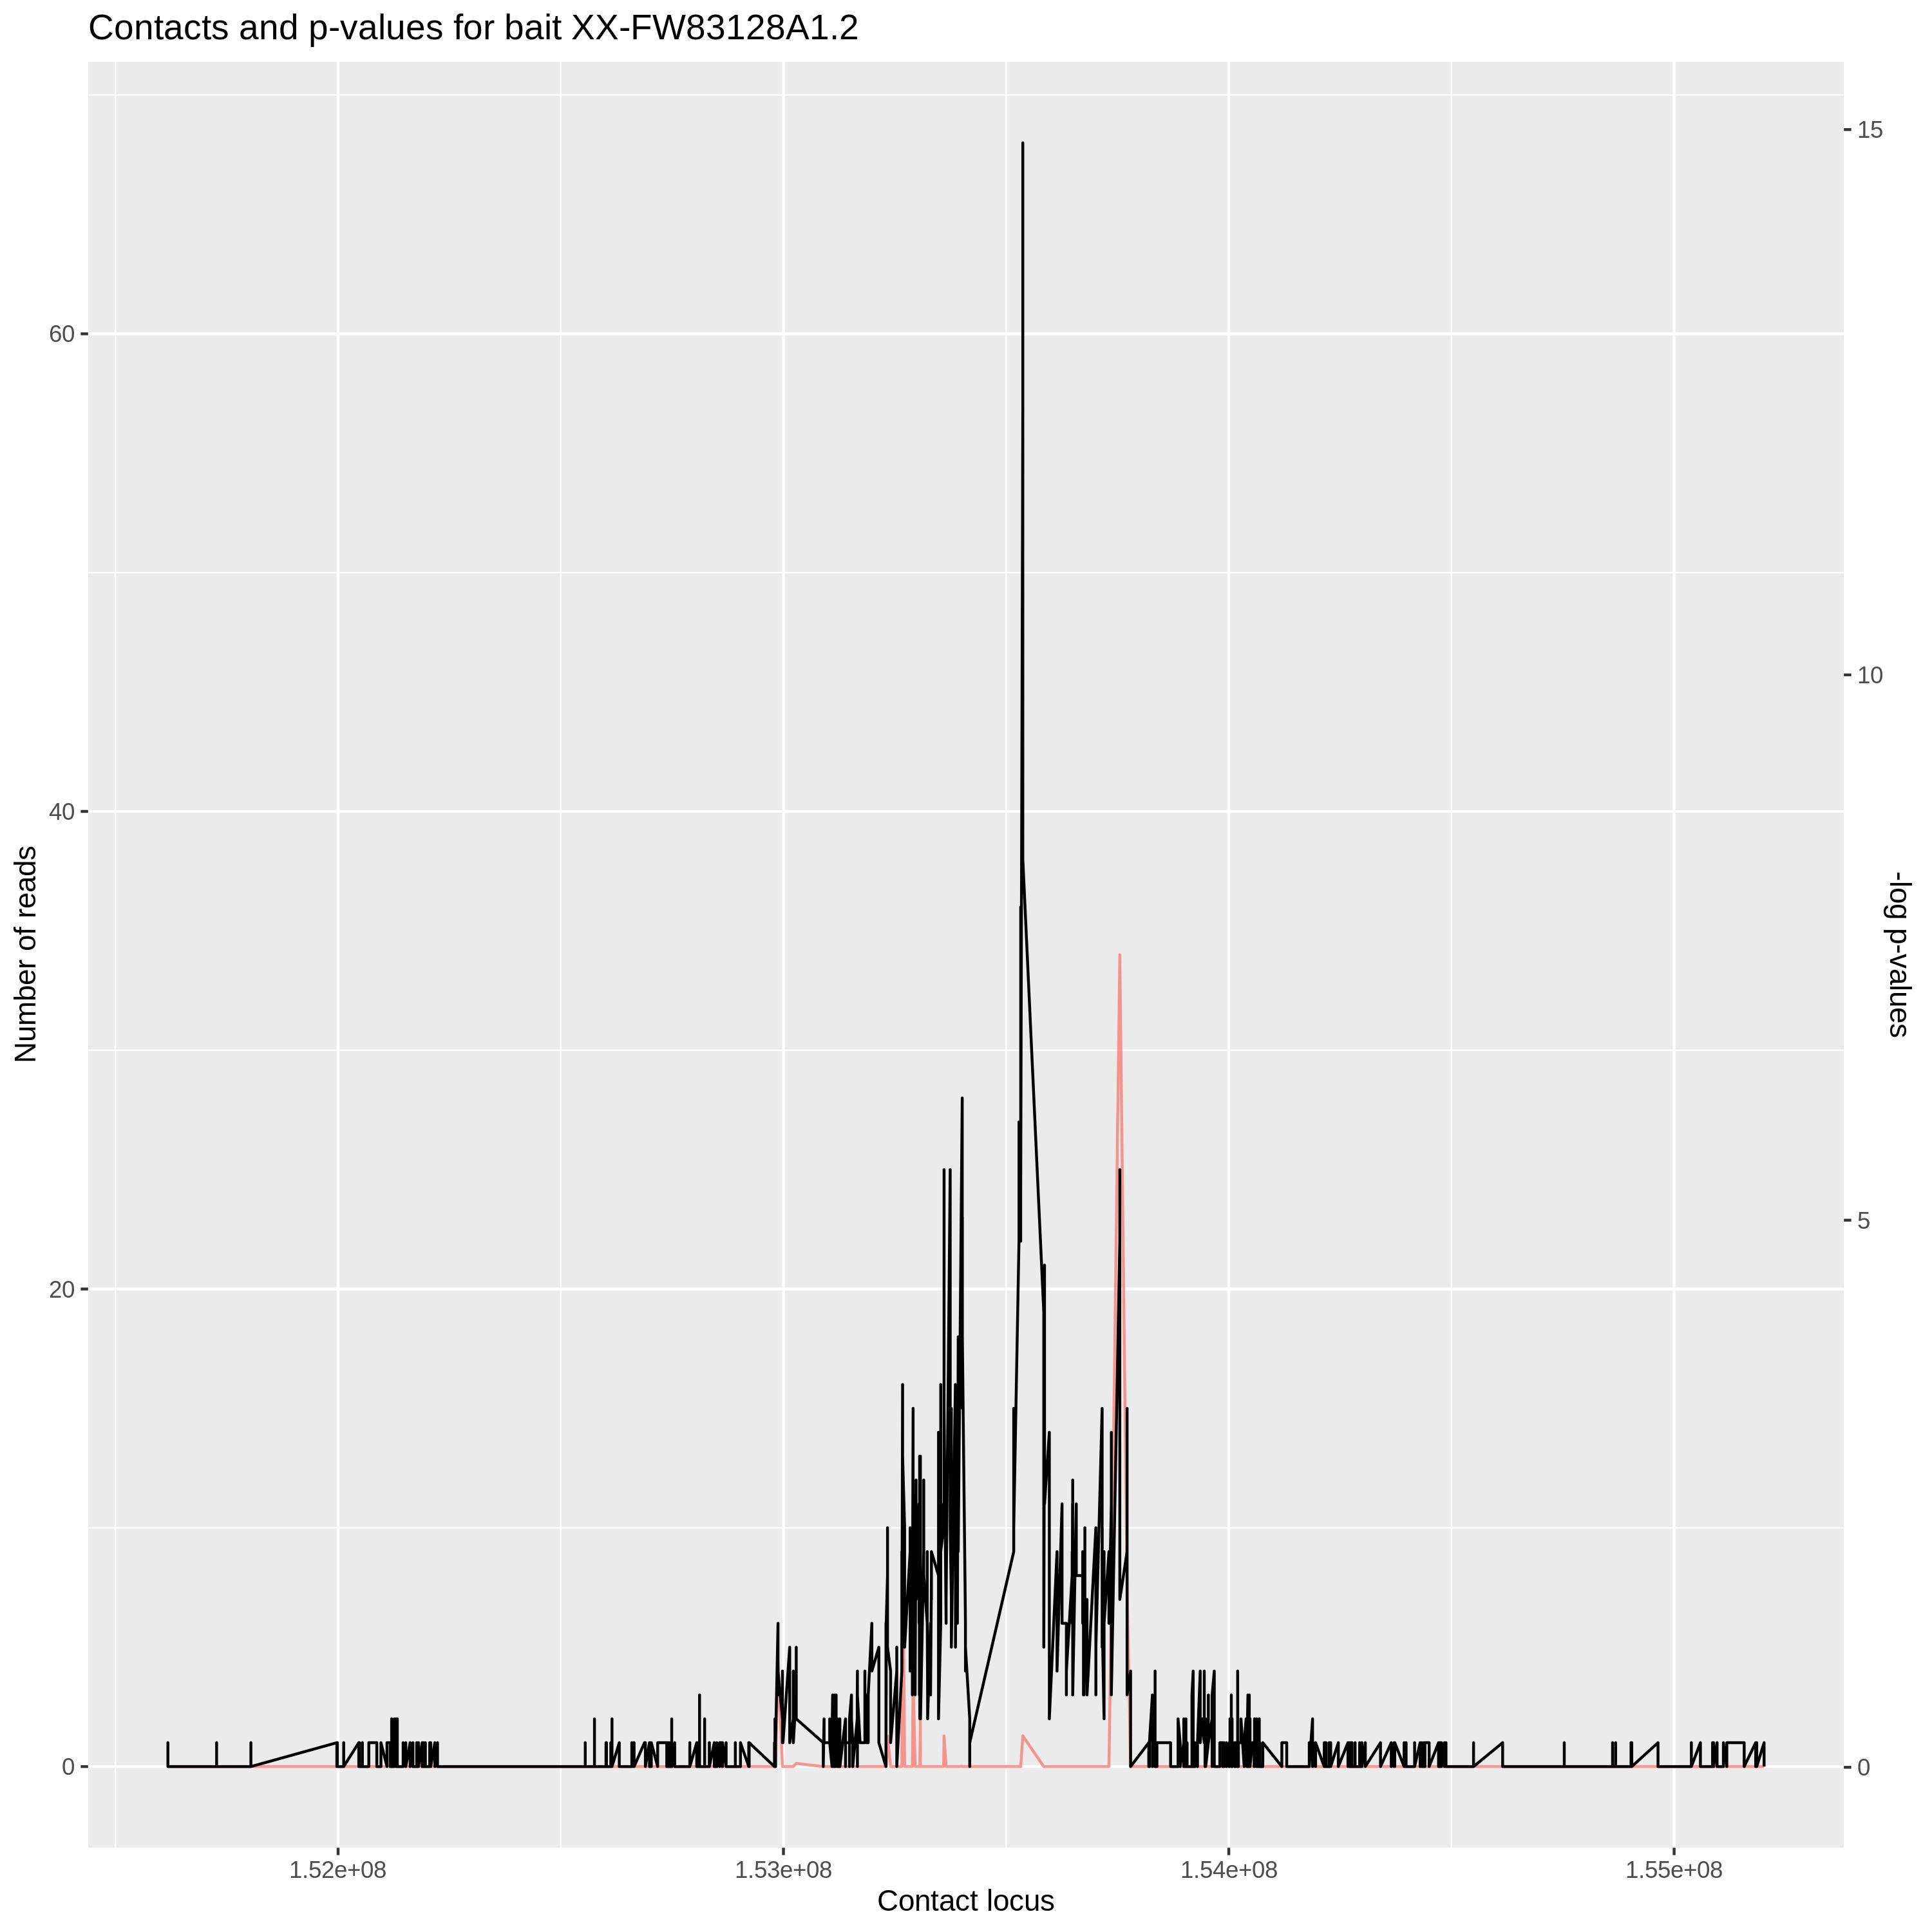 Contacts and p-values for bait XX-FW83128A1.2
60
40
20
0
Number of reads
15
10
5
0
-log p-values
1.52e+08
1.53e+08
1.54e+08
1.55e+08
Contact locus